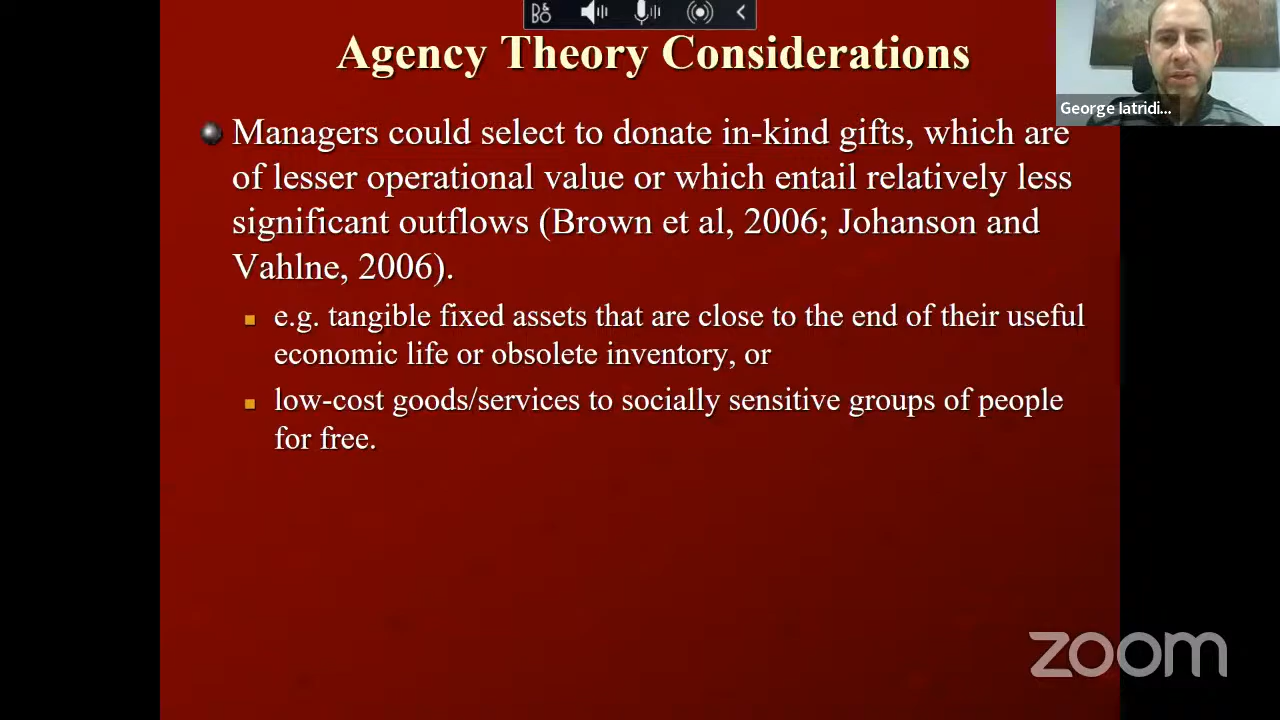 Agency Theory Considerations
George Iatridi...
Managers could select to donate in-kind gifts, which are
of lesser operational value or which entail relatively less
significant outflows (Brown et al, 2006; Johanson and
Vahlne, 2006).
e.g. tangible fixed assets that are close to the end of their useful
economic life or obsolete inventory, or
low-cost goods/services to socially sensitive groups of people
for free.
zoom